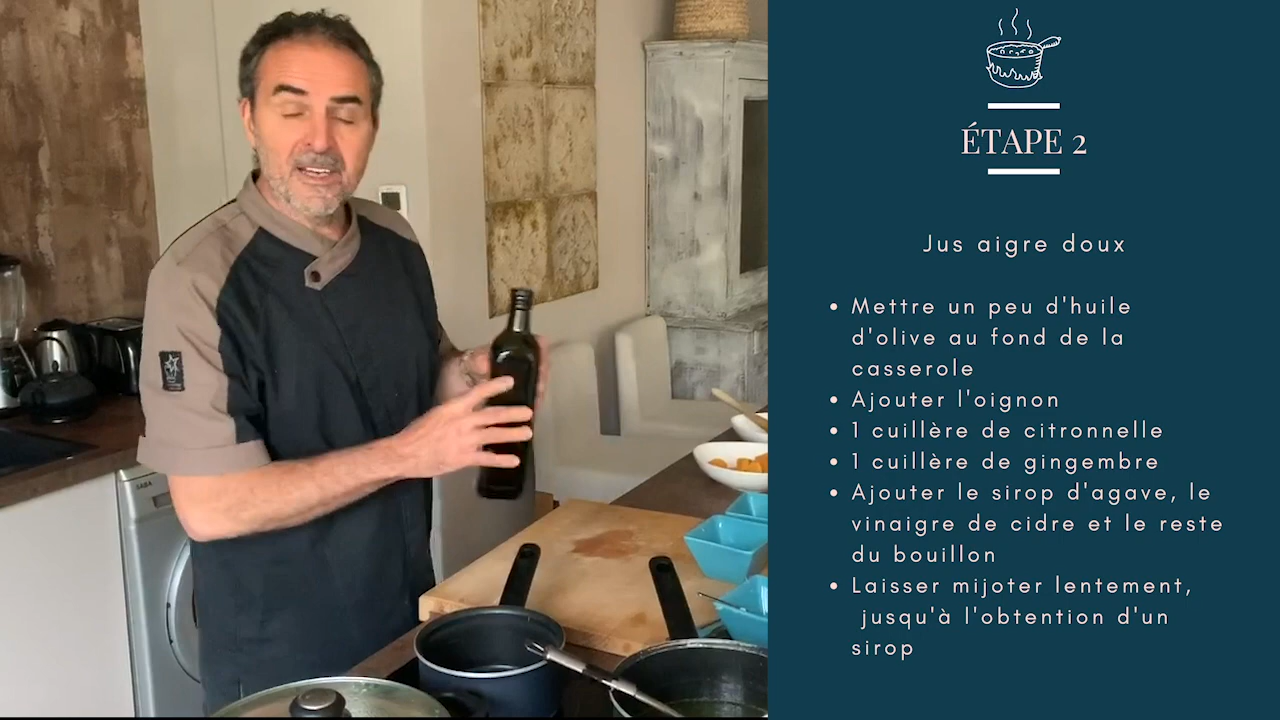 ÉTAPE 2
Jus aigre doux
• Mettre un peu d'huile
d'olive au fond de la
casserole
• Ajouter l'oignon
• 1 cuillère de citronnelle
• 1 cuillère de gingembre
• Ajouter le sirop d'agave, le
vinaigre de cidre et le reste
du bouillon
• Laisser mijoter lentement,
jusqu'à l'obtention d'un
sirop
SABA